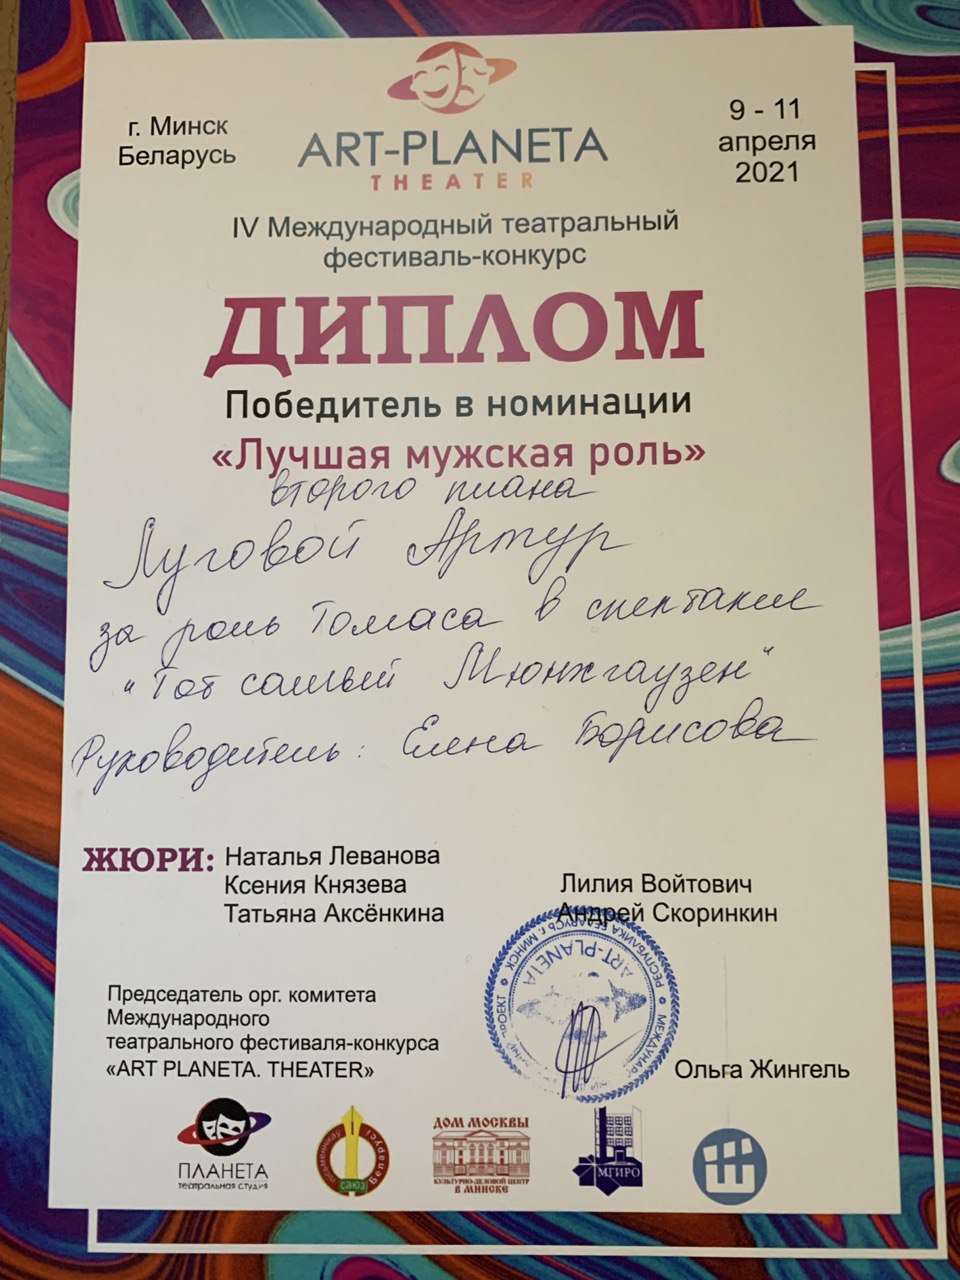 г. Минск
Беларусь
ART-PLANETA
THEATER
9 - 11
апреля
2021
IV Международный театральный
фестиваль-конкурс
ДИПЛОМ
Победитель в номинации
«Лучшая мужская роль»
второго плана
Луговой Артур
за роль Томаса в спектакле
"Тот самый Мюнхгаузен"
Руководитель: Елена Борисова
ЖЮРИ:
Наталья Леванова
Ксения Князева
Татьяна Аксёнкина
Лилия Войтович
Андрей Скоринкин
РЕСПУБЛИКА БЕЛАРУСЬ г. МИНСК
ART-PLANETA
Председатель орг. комитета
Международного
театрального фестиваля-конкурса
«ART PLANETA. THEATER»
Ольга Жингель
ПЛАНЕТА
театральная студия
саюз
пісьменнікаў
Беларусі
ДОМ МОСКВЫ
КУЛЬТУРНО-ДЕЛОВОЙ ЦЕНТР
В МИНСКЕ
МГИРО